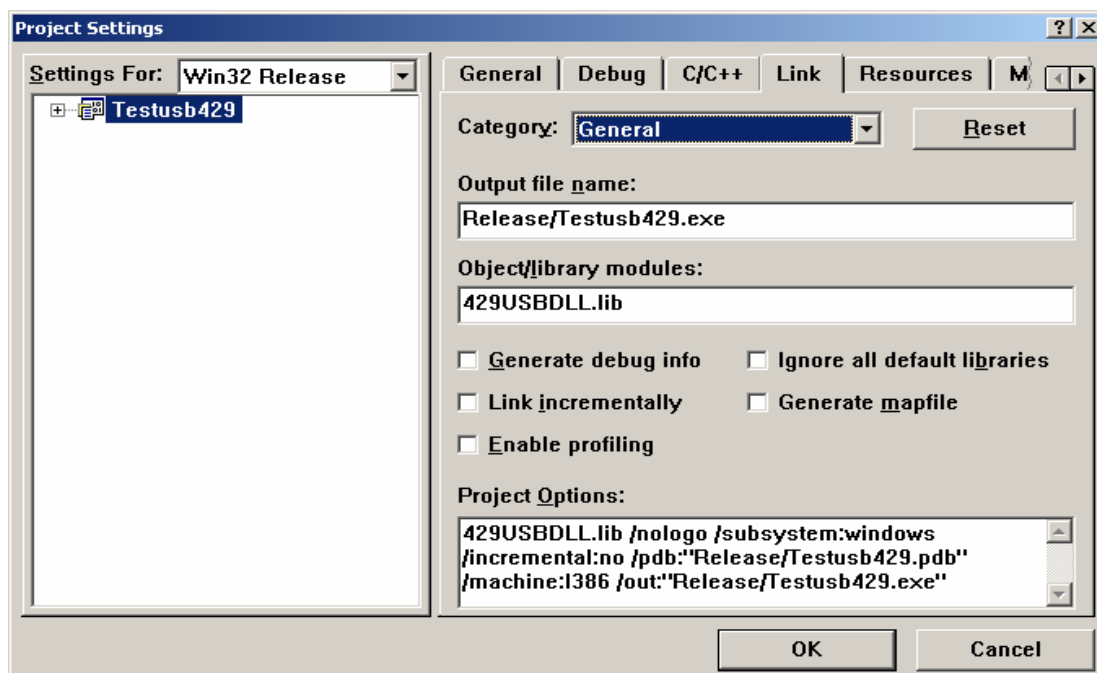 Project Settings
Settings For: Win32 Release
Testusb429
General Debug C/C++ Link Resources M
Category: General Reset
Output file name:
Release/Testusb429.exe
Object/library modules:
429USBDLL.lib
Generate debug info Ignore all default libraries
Link incrementally Generate mapfile
Enable profiling
Project Options:
429USBDLL.lib /nologo /subsystem:windows
/incremental:no /pdb:"Release/Testusb429.pdb"
/machine:I386 /out:"Release/Testusb429.exe"
OK Cancel